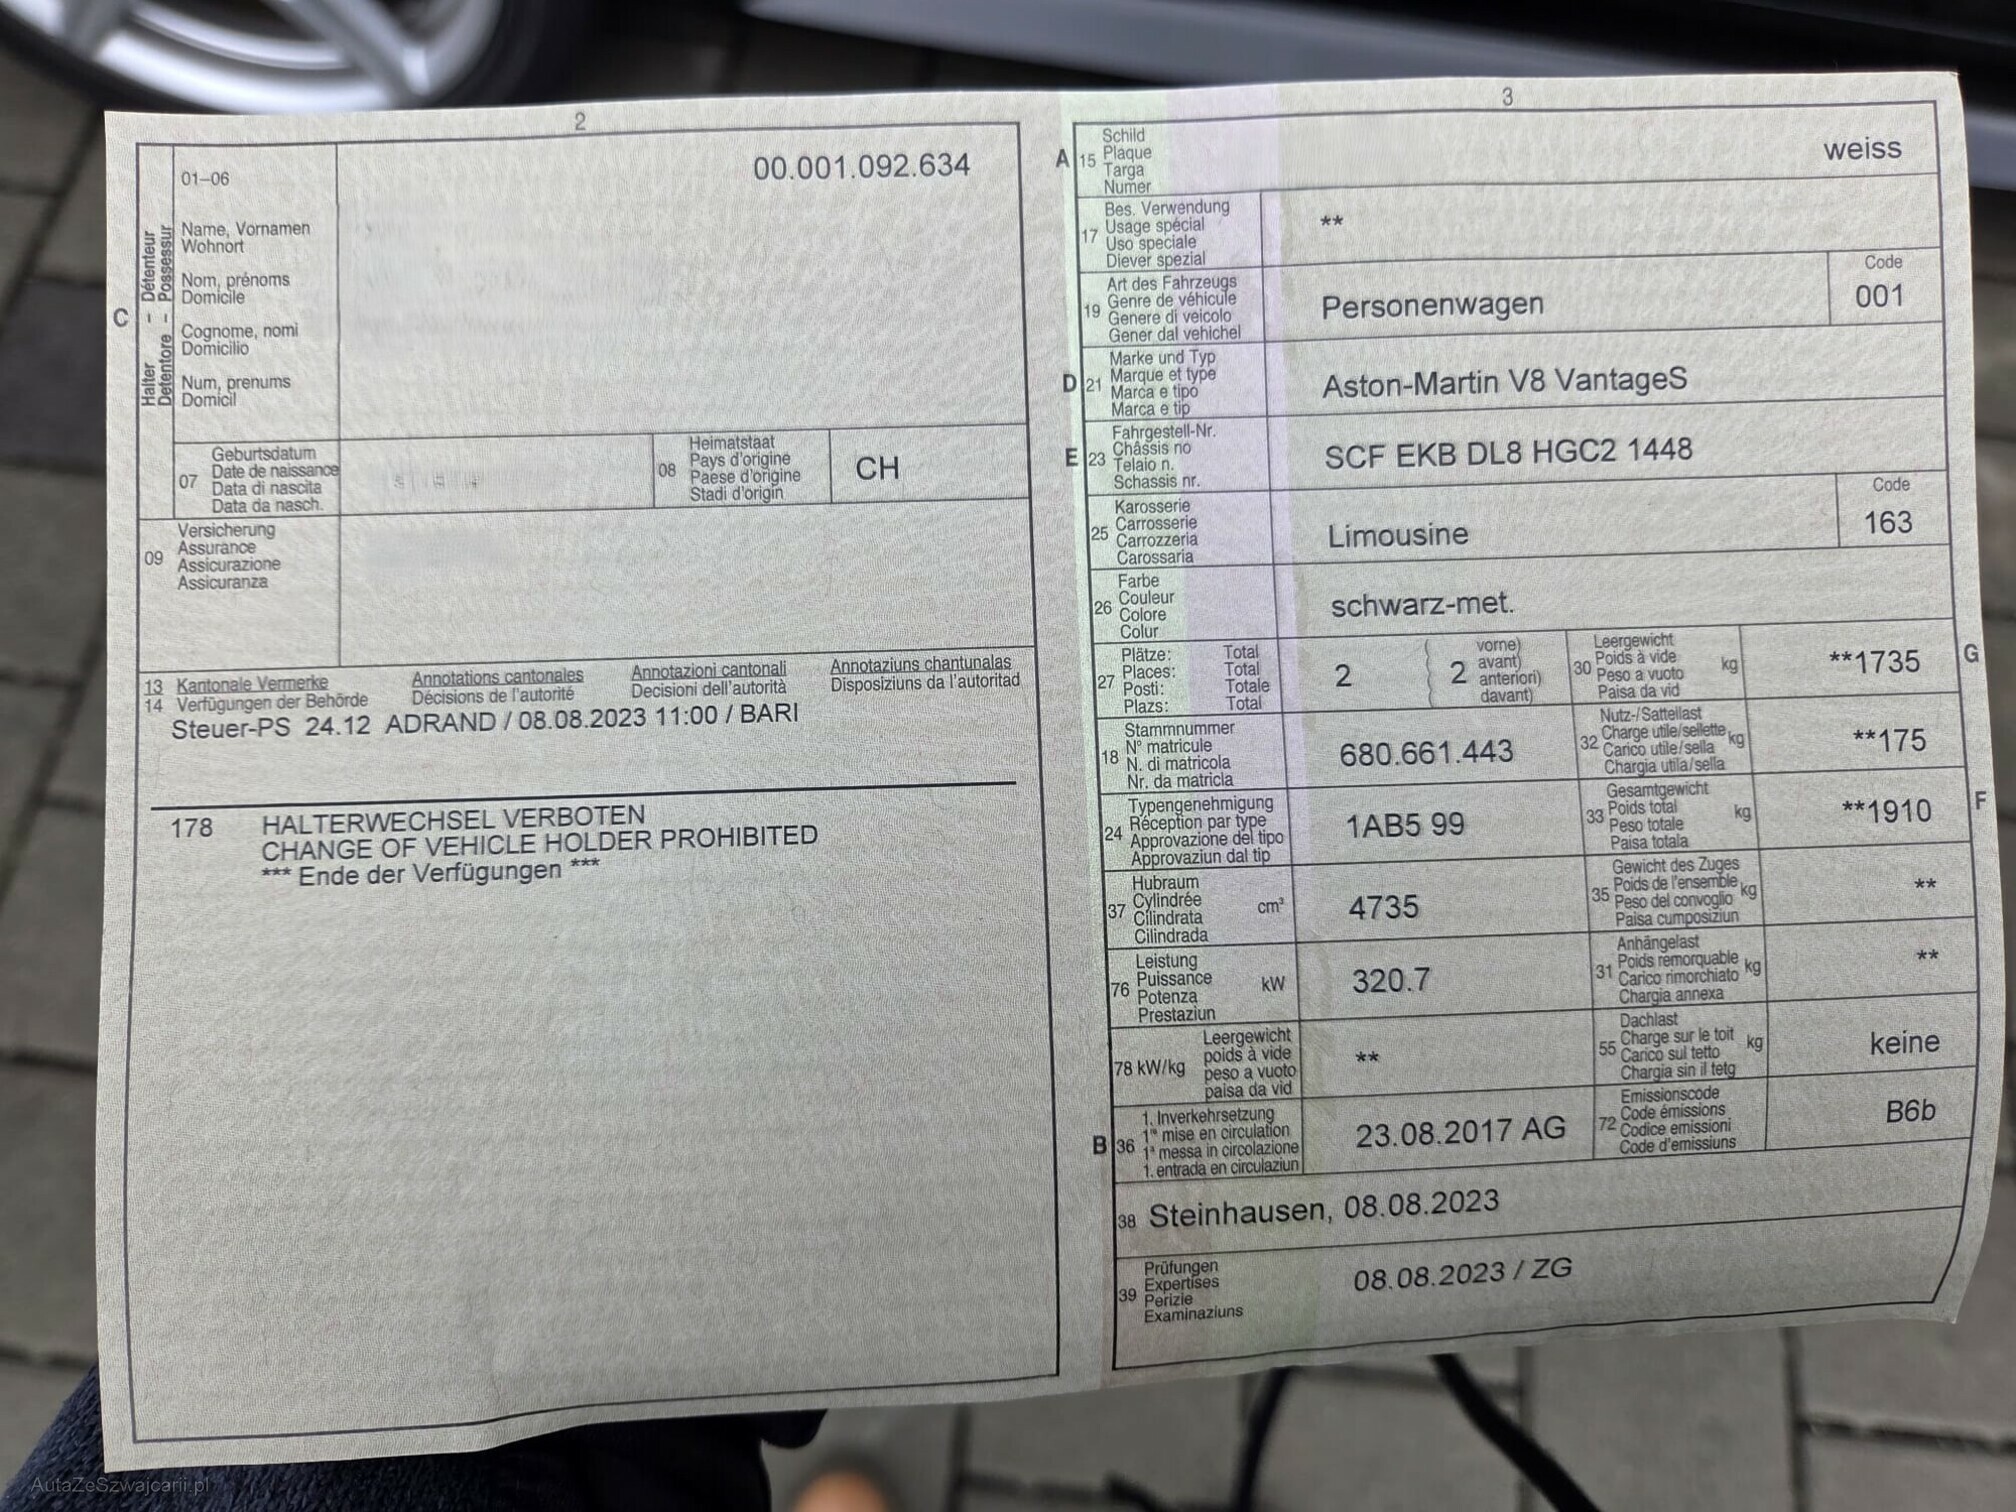 2
01–06
00.001.092.634
C
Halter – Détenteur
Detentore – Possessur
Name, Vornamen
Wohnort
Nom, prénoms
Domicile
Cognome, nomi
Domicilio
Num, prenums
Domicil
07
Geburtsdatum
Date de naissance
Data di nascita
Data da nasch.
08
Heimatstaat
Pays d'origine
Paese d'origine
Stadi d'origin
CH
09
Versicherung
Assurance
Assicurazione
Assicuranza
13 Kantonale Vermerke Annotations cantonales Annotazioni cantonali Annotaziuns chantunalas
14 Verfügungen der Behörde Décisions de l'autorité Decisioni dell'autorità Disposiziuns da l'autoritad
Steuer-PS 24.12 ADRAND / 08.08.2023 11:00 / BARI
178 HALTERWECHSEL VERBOTEN
CHANGE OF VEHICLE HOLDER PROHIBITED
*** Ende der Verfügungen ***
3
A 15
Schild
Plaque
Targa
Numer
weiss
17
Bes. Verwendung
Usage spécial
Uso speciale
Diever spezial
**
19
Art des Fahrzeugs
Genre de véhicule
Genere di veicolo
Gener dal vehichel
Personenwagen
Code
001
D 21
Marke und Typ
Marque et type
Marca e tipo
Marca e tip
Aston-Martin V8 VantageS
E 23
Fahrgestell-Nr.
Châssis no
Telaio n.
Schassis nr.
SCF EKB DL8 HGC2 1448
25
Karosserie
Carrosserie
Carrozzeria
Carossaria
Limousine
Code
163
26
Farbe
Couleur
Colore
Colur
schwarz-met.
27
Plätze: Total
Places: Total
Posti: Totale
Plazs: Total
2
2
vorne)
avant)
anteriori)
davant)
30
Leergewicht
Poids à vide
Peso a vuoto
Paisa da vid
kg
**1735
G
18
Stammnummer
N° matricule
N. di matricola
Nr. da matricla
680.661.443
32
Nutz-/Sattellast
Charge utile/sellette
Carico utile/sella
Chargia utila/sella
kg
**175
24
Typengenehmigung
Réception par type
Approvazione del tipo
Approvaziun dal tip
1AB5 99
33
Gesamtgewicht
Poids total
Peso totale
Paisa totala
kg
**1910
F
37
Hubraum
Cylindrée
Cilindrata
Cilindrada
cm³
4735
35
Gewicht des Zuges
Poids de l'ensemble
Peso del convoglio
Paisa cumposiziun
kg
**
76
Leistung
Puissance
Potenza
Prestaziun
kW
320.7
31
Anhängelast
Poids remorquable
Carico rimorchiato
Chargia annexa
kg
**
78 kW/kg
Leergewicht
poids à vide
peso a vuoto
paisa da vid
**
55
Dachlast
Charge sur le toit
Carico sul tetto
Chargia sin il tetg
kg
keine
B 36
1. Inverkehrsetzung
1re mise en circulation
1a messa in circolazione
1. entrada en circulaziun
23.08.2017 AG
72
Emissionscode
Code émissions
Codice emissioni
Code d'emissiuns
B6b
38 Steinhausen, 08.08.2023
39
Prüfungen
Expertises
Perizie
Examinaziuns
08.08.2023 / ZG
AutaZeSzwajcarii.pl